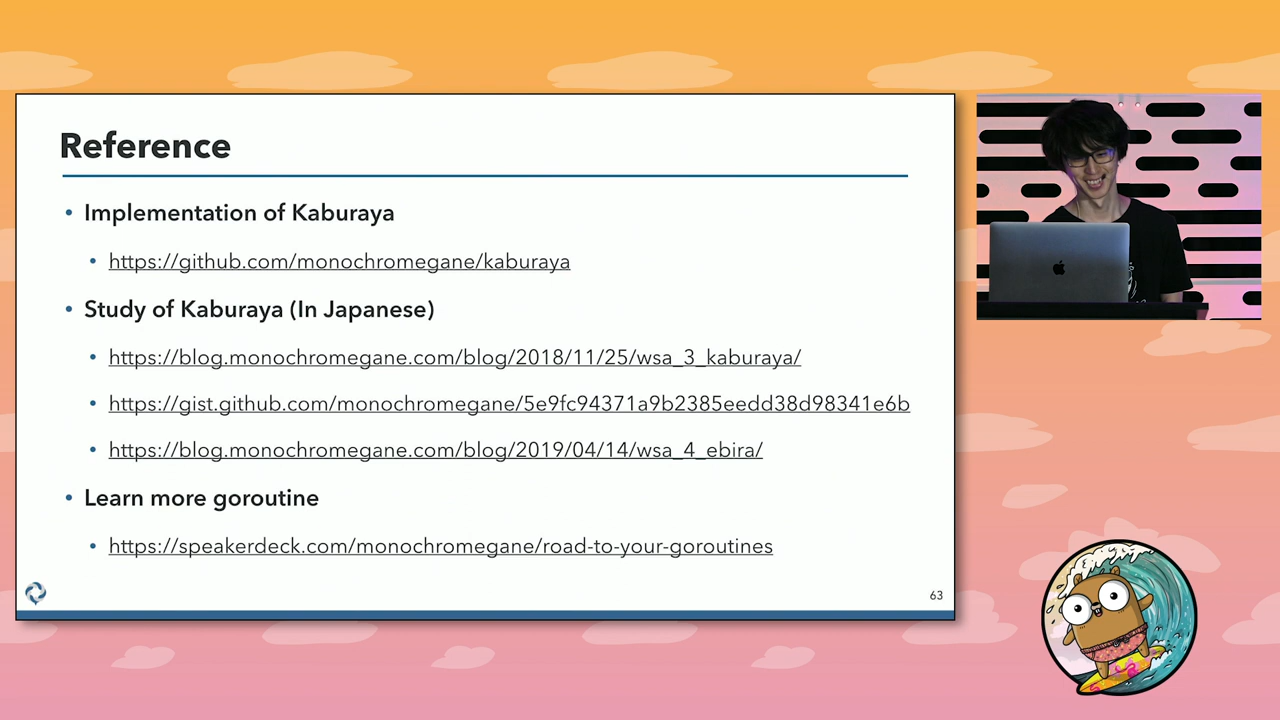 Reference
Implementation of Kaburaya
https://github.com/monochromegane/kaburaya
Study of Kaburaya (In Japanese)
https://blog.monochromegane.com/blog/2018/11/25/wsa_3_kaburaya/
https://gist.github.com/monochromegane/5e9fc94371a9b2385eedd38d98341e6b
https://blog.monochromegane.com/blog/2019/04/14/wsa_4_ebira/
Learn more goroutine
https://speakerdeck.com/monochromegane/road-to-your-goroutines
63